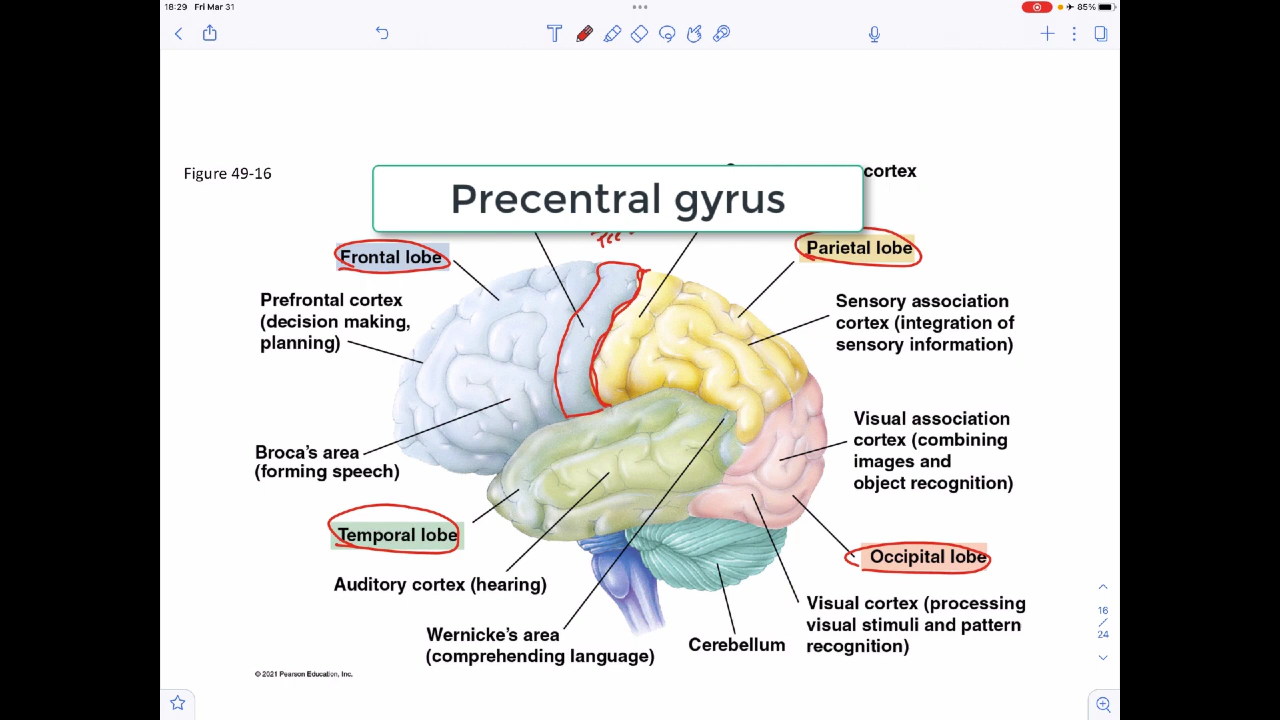 18:29 Fri Mar 31
85%
T
Figure 49-16
cortex
Precentral gyrus
Frontal lobe
Parietal lobe
Prefrontal cortex
(decision making,
planning)
Sensory association
cortex (integration of
sensory information)
Broca's area
(forming speech)
Visual association
cortex (combining
images and
object recognition)
Temporal lobe
Occipital lobe
Auditory cortex (hearing)
Visual cortex (processing
visual stimuli and pattern
recognition)
Wernicke's area
(comprehending language)
Cerebellum
16
/
24
© 2021 Pearson Education, Inc.